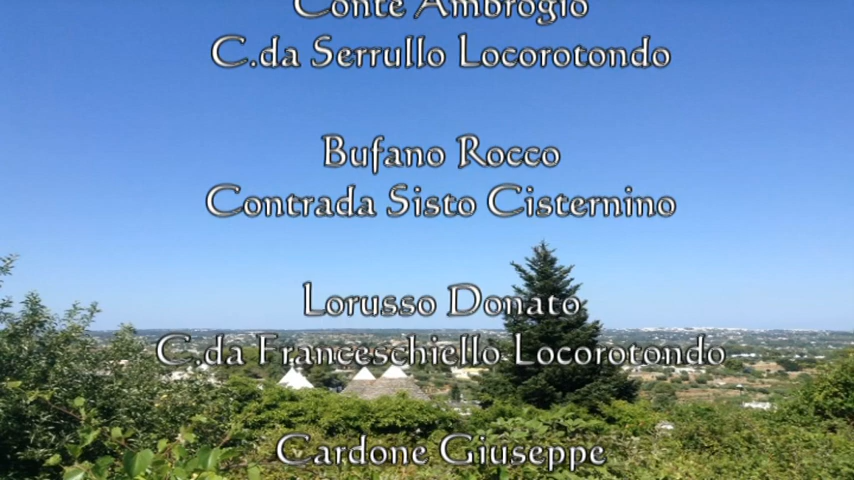 Conte Ambrogio
C.da Serrullo Locorotondo
Bufano Rocco
Contrada Sisto Cisternino
Lorusso Donato
C.da Franceschiello Locorotondo
Cardone Giuseppe